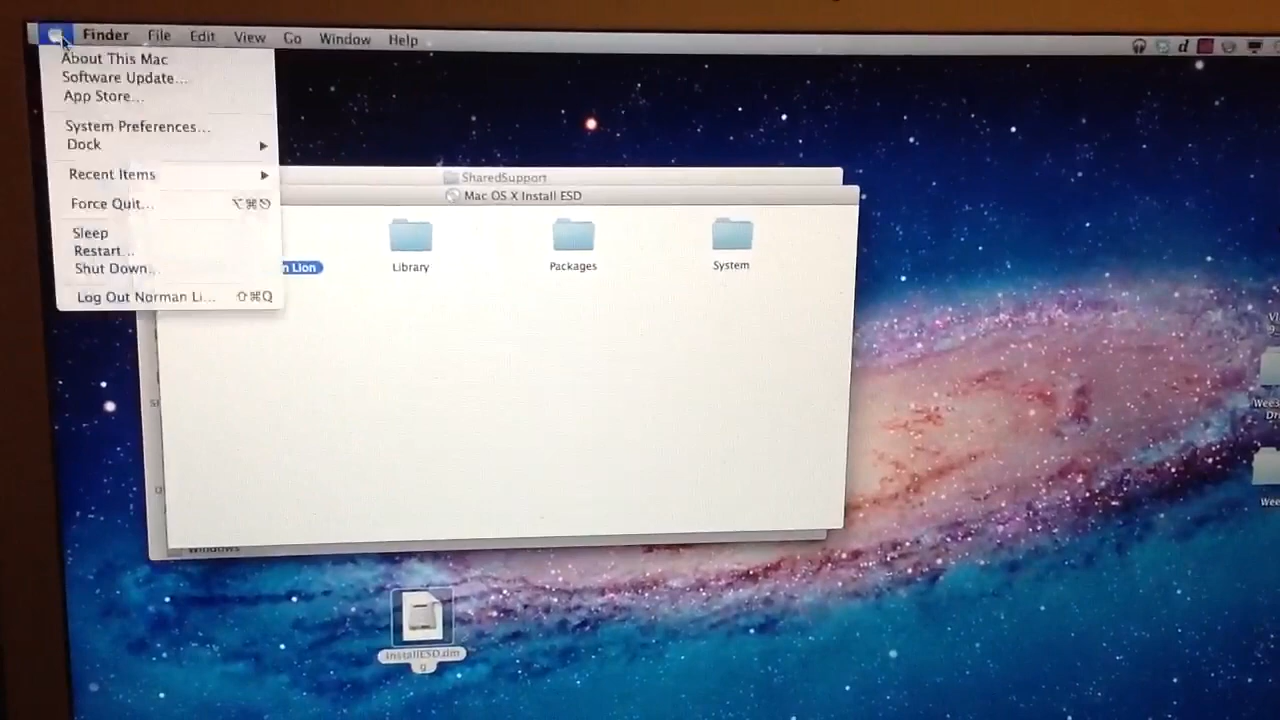 Finder File Edit View Go Window Help
d
About This Mac
Software Update...
App Store...
System Preferences...
Dock
Recent Items
Force Quit... ⌥⌘⎋
Sleep
Restart...
Shut Down...
Log Out Norman Li... ⇧⌘Q
SharedSupport
Mac OS X Install ESD
n Lion
Library
Packages
System
Windows
InstallESD.dm
g